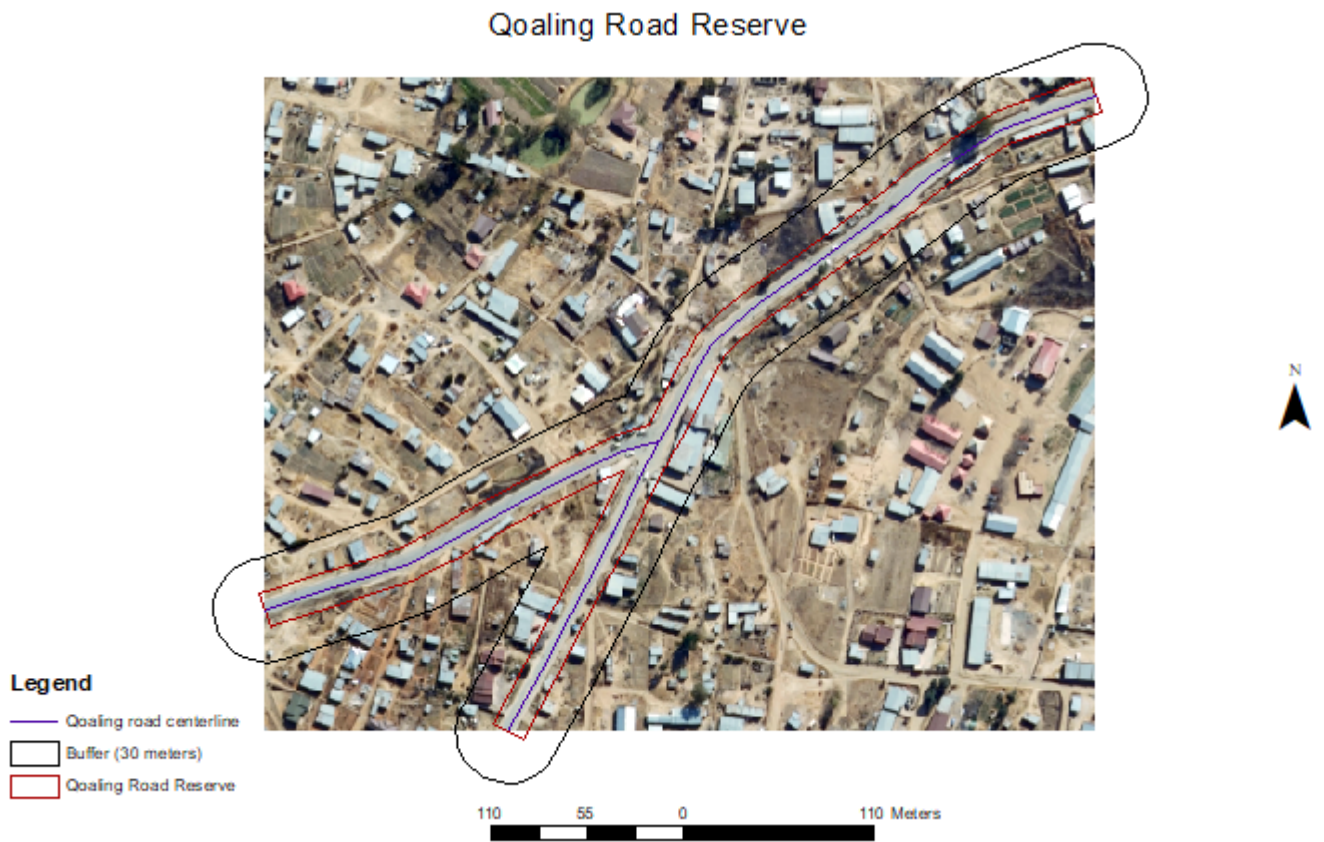 Qoaling Road Reserve
N
Legend
Qoaling road centerline
Buffer (30 meters)
Qoaling Road Reserve
110 55 0 110 Meters